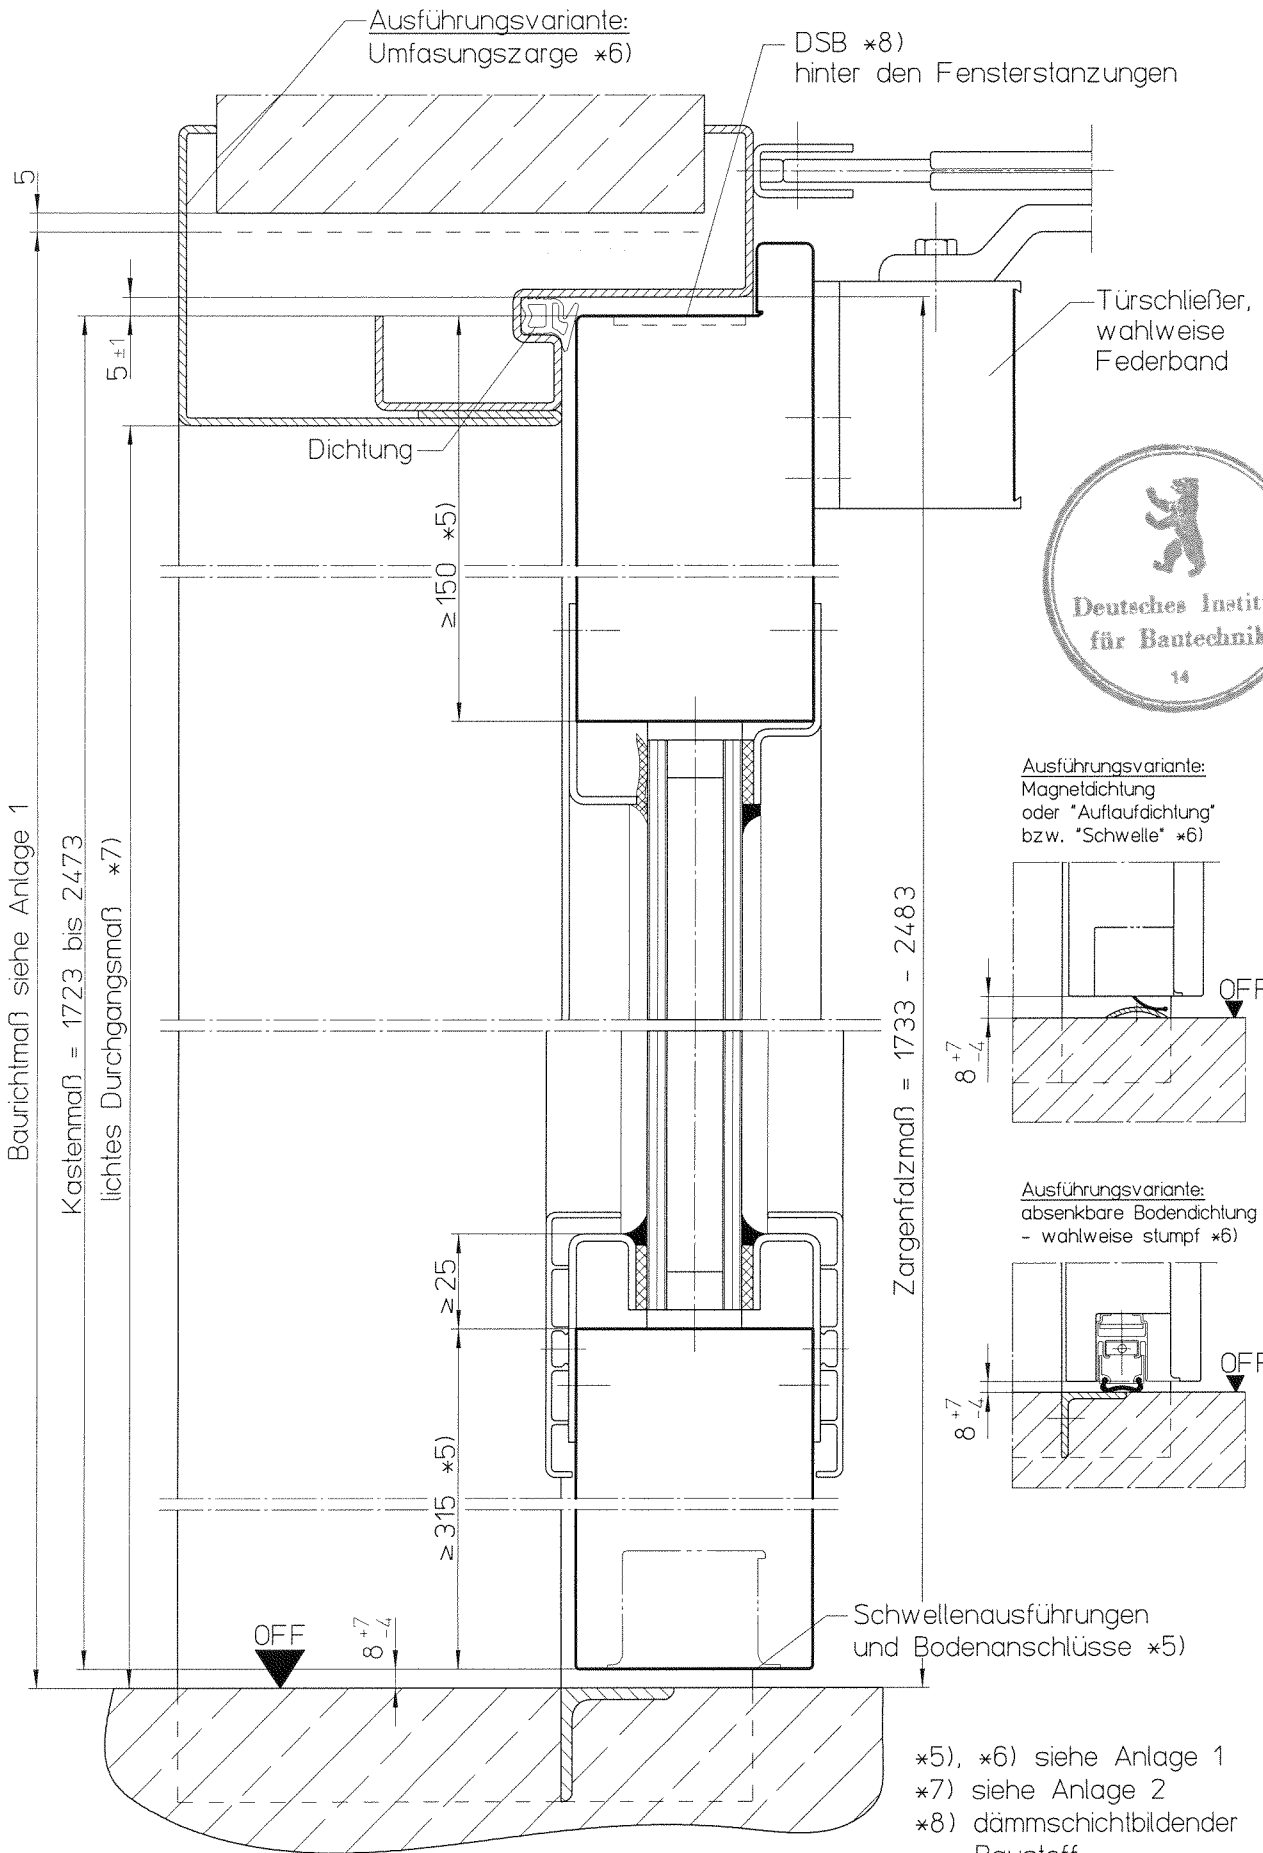 Ausführungsvariante:
Umfasungszarge *6)
DSB *8)
hinter den Fensterstanzungen
5
5 ±1
Türschließer,
wahlweise
Federband
Dichtung
≥150 *5)
Deutsches
für Bautechnik
14
Ausführungsvariante:
Magnetdichtung
oder "Auflaufdichtung"
bzw. "Schwelle" *6)
OFF
8 +7 -4
Baurichtmaß siehe Anlage 1
Kastenmaß = 1723 bis 2473
lichtes Durchgangsmaß *7)
Zargenfalzmaß = 1733 - 2483
Ausführungsvariante:
absenkbare Bodendichtung
- wahlweise stumpf *6)
OFF
8 +7 -4
≥25
≥315 *5)
OFF
8 +7 -4
Schwellenausführungen
und Bodenanschlüsse *5)
*5), *6) siehe Anlage 1
*7) siehe Anlage 2
*8) dämmschichtbildender